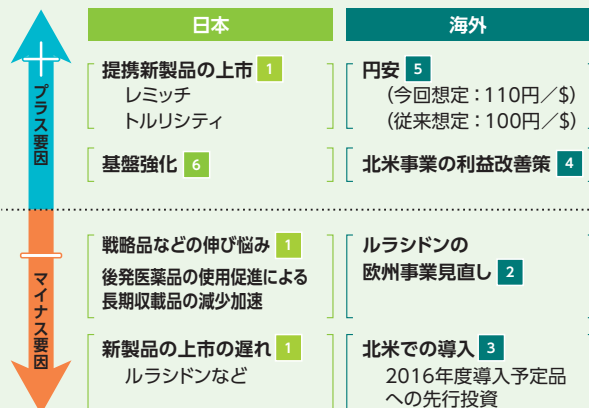 日本
海外
プラス要因
提携新製品の上市 1
レミッチ
トルリシティ
円安 5
(今回想定:110円/$)
(従来想定:100円/$)
基盤強化 6
北米事業の利益改善策 4
マイナス要因
戦略品などの伸び悩み 1
後発医薬品の使用促進による
長期収載品の減少加速
ルラシドンの
欧州事業見直し 2
新製品の上市の遅れ 1
ルラシドンなど
北米での導入 3
2016年度導入予定品
への先行投資